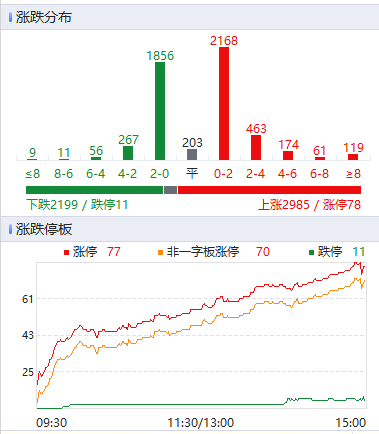 涨跌分布
9 11 56 267 1856 203 2168 463 174 61 119
≤8 8-6 6-4 4-2 2-0 平 0-2 2-4 4-6 6-8 ≥8
下跌2199 / 跌停11 上涨2985 / 涨停78
涨跌停板
涨停 77 非一字板涨停 70 跌停 11
61
43
25
09:30 11:30/13:00 15:00